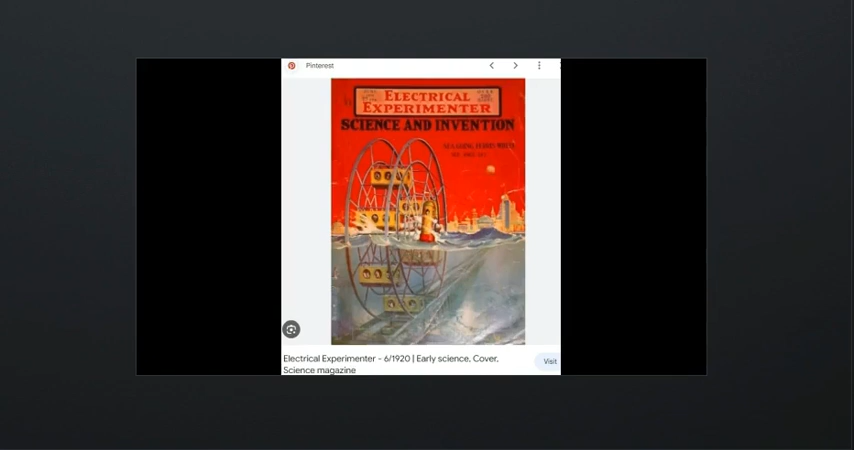 Pinterest
ELECTRICAL
EXPERIMENTER
SCIENCE AND INVENTION
Electrical Experimenter - 6/1920 | Early science, Cover,
Science magazine
Visit